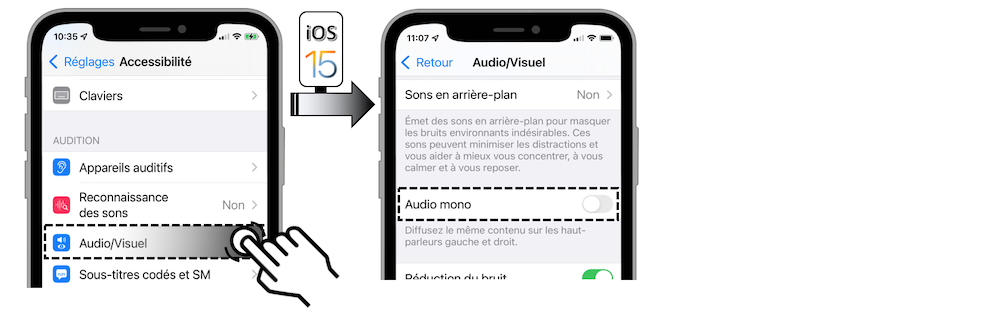 10:35
Réglages Accessibilité
Claviers
AUDITION
Appareils auditifs
Reconnaissance
des sons
Non
Audio/Visuel
Sous-titres codés et SM
iOS
15
11:07
Retour
Audio/Visuel
Sons en arrière-plan
Non
Émet des sons en arrière-plan pour masquer
les bruits environnants indésirables. Ces
sons peuvent minimiser les distractions et
vous aider à mieux vous concentrer, à vous
calmer et à vous reposer.
Audio mono
Diffusez le même contenu sur les haut-
parleurs gauche et droit.
Réduction du bruit